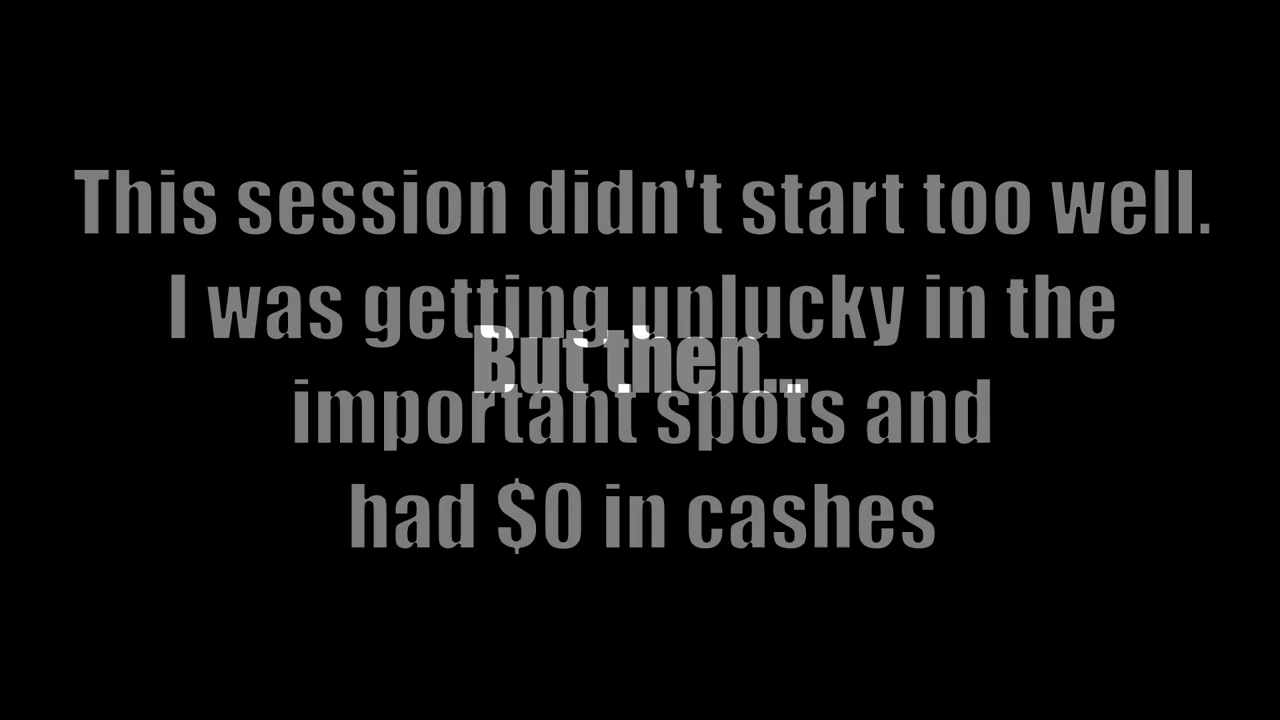 This session didn't start too well.
I was getting unlucky in the
But then...
important spots and
had $0 in cashes